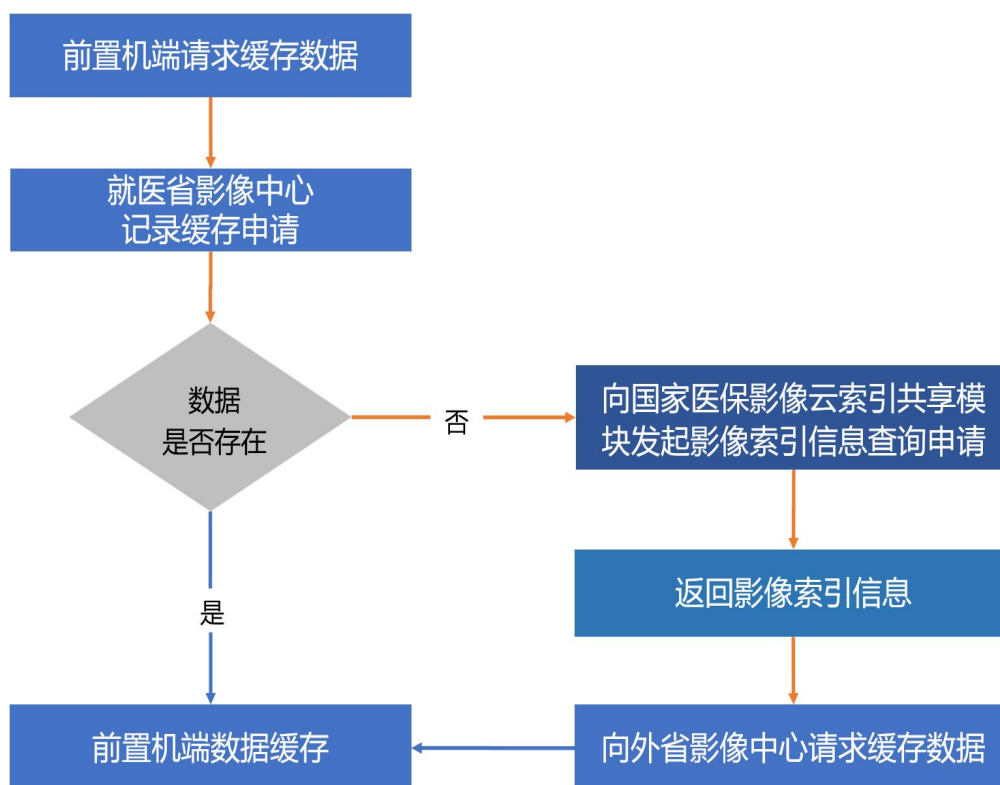 前置机端请求缓存数据
就医省影像中心
记录缓存申请
数据
是否存在
否
向国家医保影像云索引共享模
块发起影像索引信息查询申请
返回影像索引信息
是
前置机端数据缓存
向外省影像中心请求缓存数据